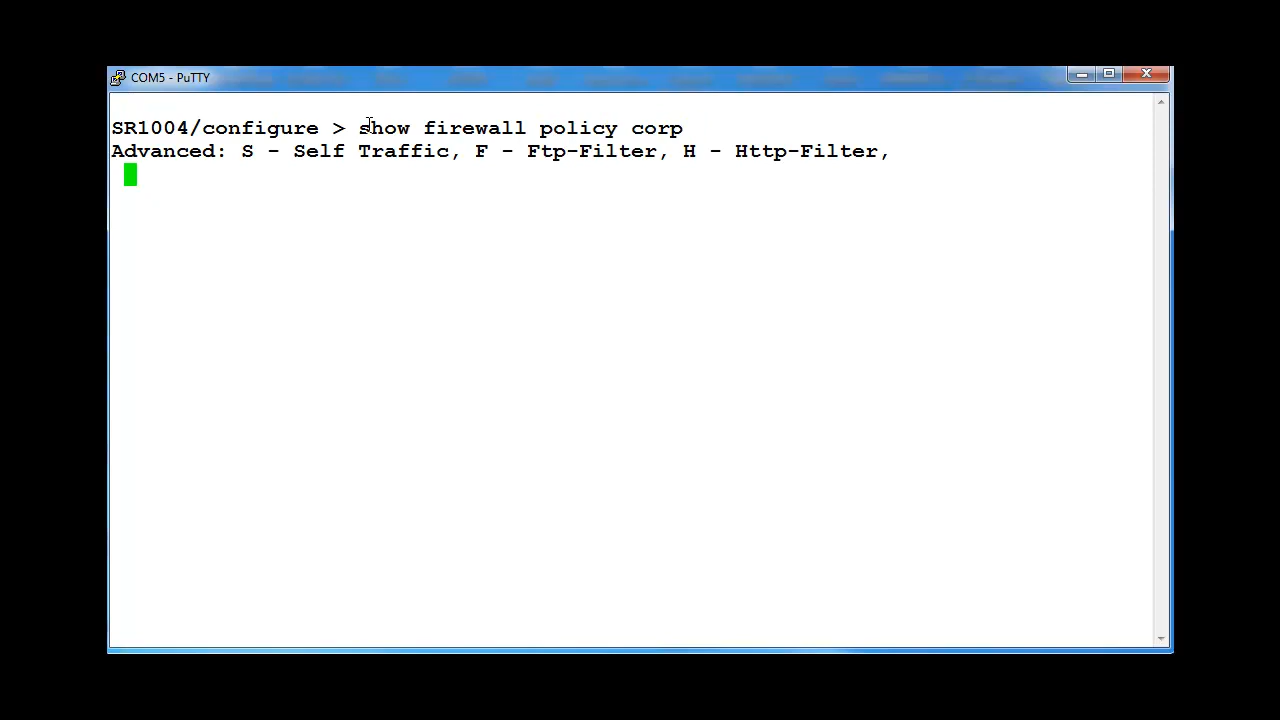 COM5 - PuTTY
SR1004/configure > show firewall policy corp
Advanced: S - Self Traffic, F - Ftp-Filter, H - Http-Filter,